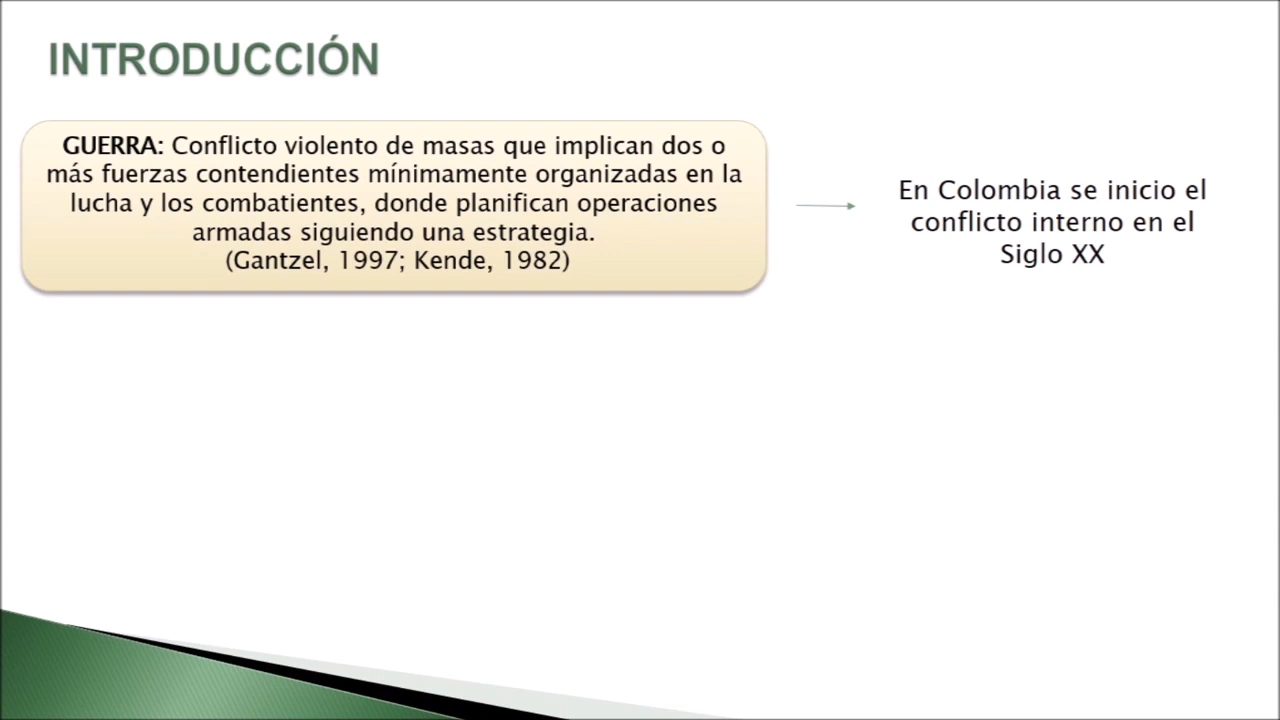 INTRODUCCIÓN
GUERRA: Conflicto violento de masas que implican dos o
más fuerzas contendientes mínimamente organizadas en la
lucha y los combatientes, donde planifican operaciones
armadas siguiendo una estrategia.
(Gantzel, 1997; Kende, 1982)
En Colombia se inicio el
conflicto interno en el
Siglo XX